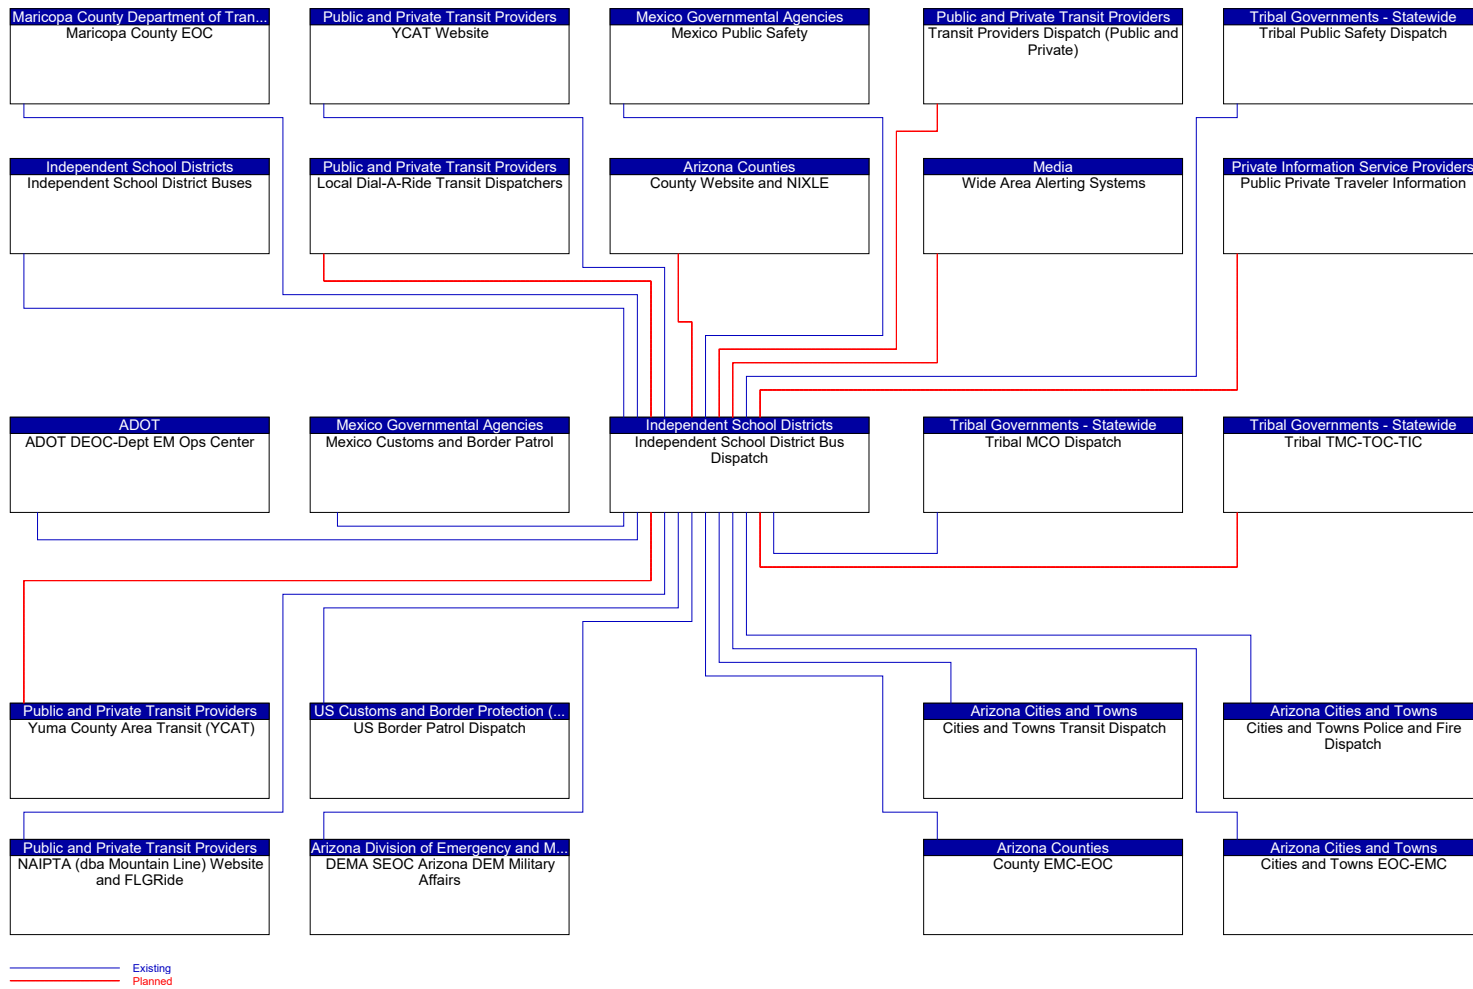 Maricopa County Department of Tran...
Maricopa County EOC
Public and Private Transit Providers
YCAT Website
Mexico Governmental Agencies
Mexico Public Safety
Public and Private Transit Providers
Transit Providers Dispatch (Public and
Private)
Tribal Governments - Statewide
Tribal Public Safety Dispatch
Independent School Districts
Independent School District Buses
Public and Private Transit Providers
Local Dial-A-Ride Transit Dispatchers
Arizona Counties
County Website and NIXLE
Media
Wide Area Alerting Systems
Private Information Service Providers
Public Private Traveler Information
ADOT
ADOT DEOC-Dept EM Ops Center
Mexico Governmental Agencies
Mexico Customs and Border Patrol
Independent School Districts
Independent School District Bus
Dispatch
Tribal Governments - Statewide
Tribal MCO Dispatch
Tribal Governments - Statewide
Tribal TMC-TOC-TIC
Public and Private Transit Providers
Yuma County Area Transit (YCAT)
US Customs and Border Protection (...
US Border Patrol Dispatch
Arizona Cities and Towns
Cities and Towns Transit Dispatch
Arizona Cities and Towns
Cities and Towns Police and Fire
Dispatch
Public and Private Transit Providers
NAIPTA (dba Mountain Line) Website
and FLGRide
Arizona Division of Emergency and M...
DEMA SEOC Arizona DEM Military
Affairs
Arizona Counties
County EMC-EOC
Arizona Cities and Towns
Cities and Towns EOC-EMC
Existing
Planned